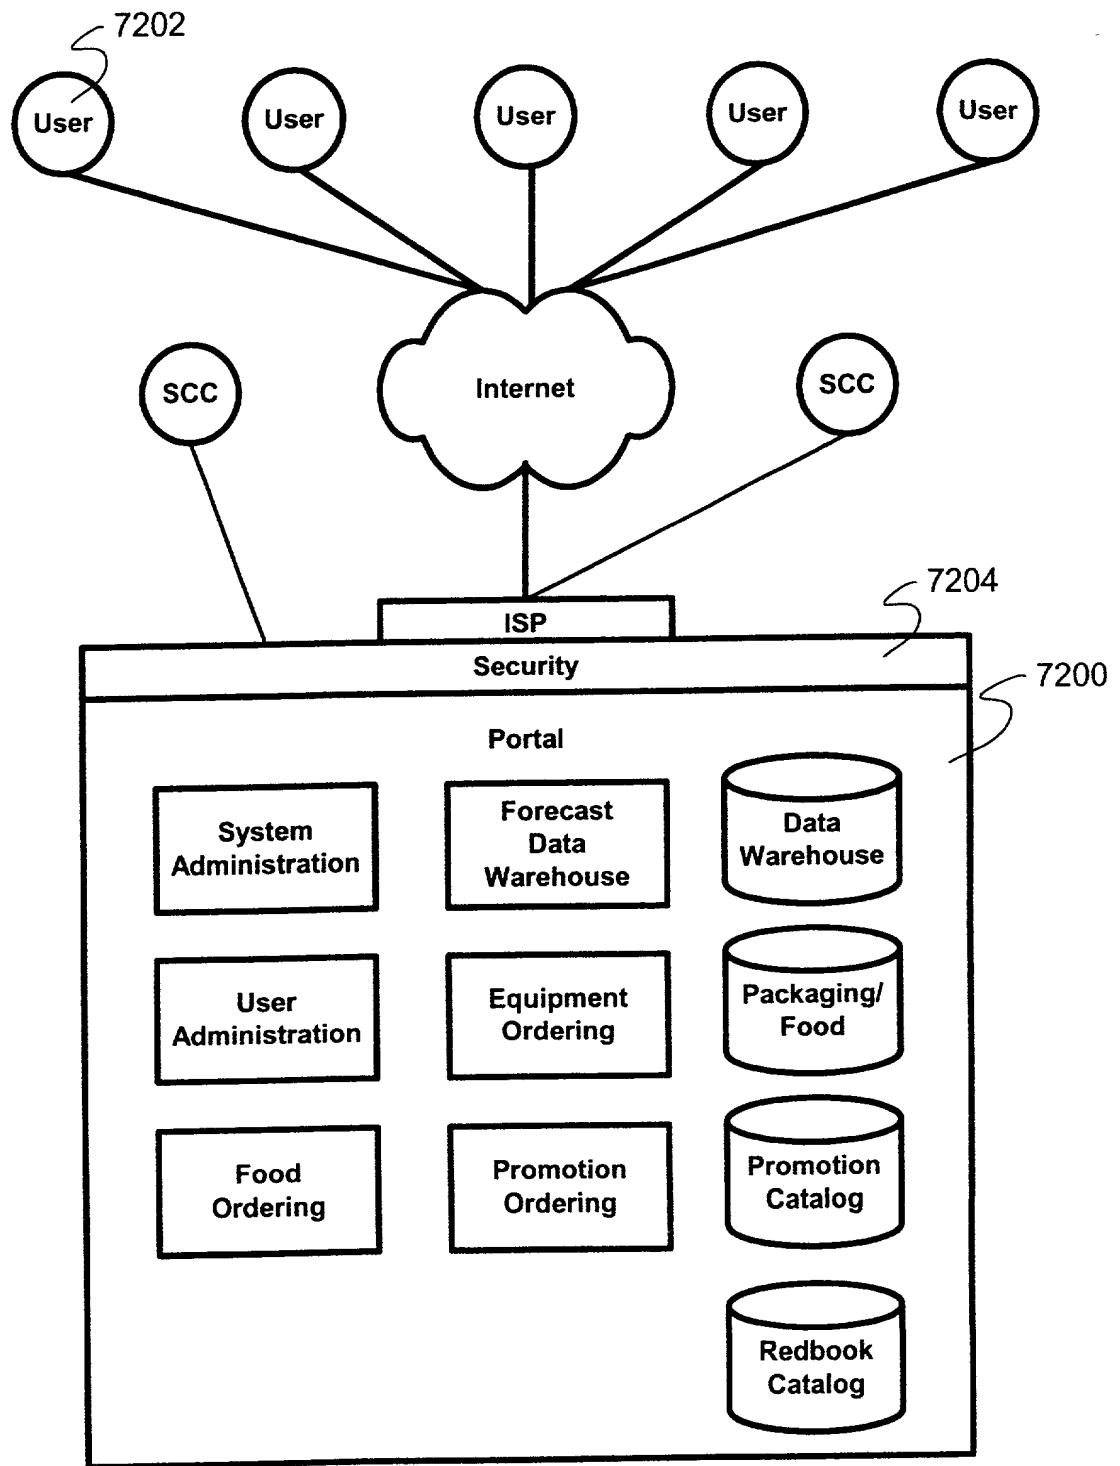 7202
User
User
User
User
User
Internet
SCC
SCC
7204
ISP
Security
7200
Portal
System
Administration
Forecast
Data
Warehouse
Data
Warehouse
User
Administration
Equipment
Ordering
Packaging/
Food
Food
Ordering
Promotion
Ordering
Promotion
Catalog
Redbook
Catalog